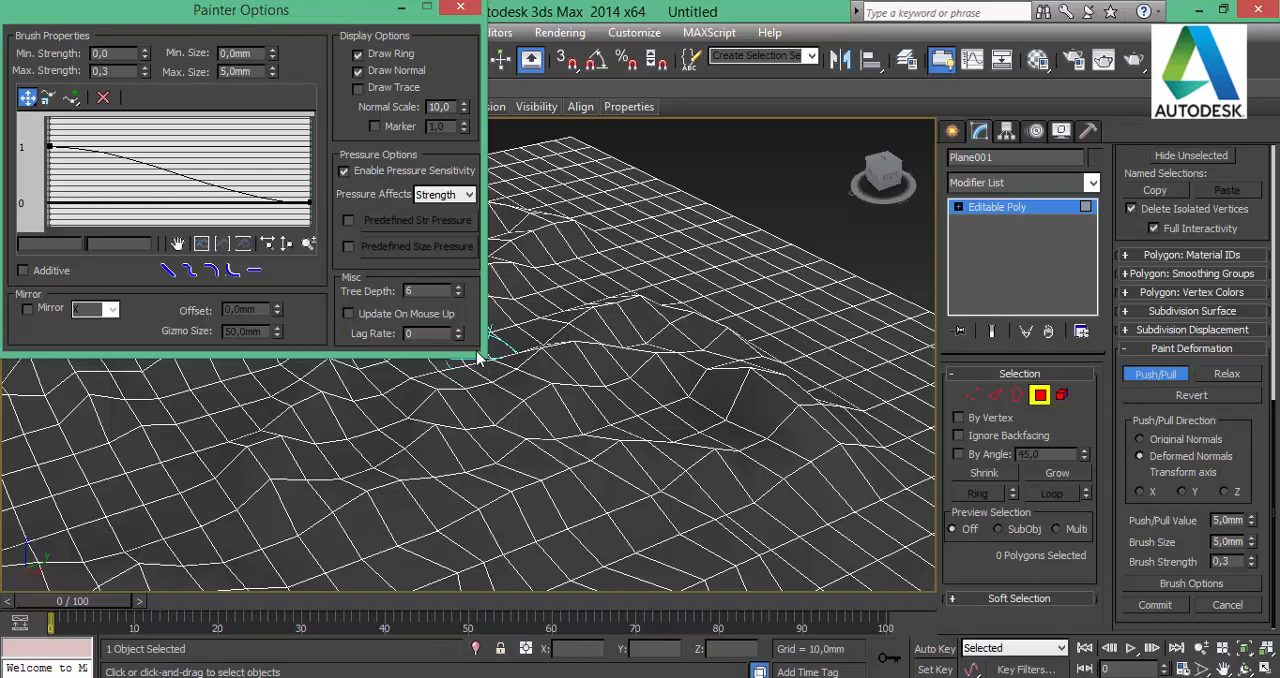 Painter Options
Autodesk 3ds Max 2014 x64 Untitled
Type a keyword or phrase
Rendering Customize MAXScript Help
Create Selection Se
Visibility Align Properties
AUTODESK
Brush Properties
Min. Strength: 0,0 Min. Size: 0,0mm
Max. Strength: 0,3 Max. Size: 5,0mm
1
0
Additive
Mirror
Mirror X Offset: 0,0mm
Gizmo Size: 50,0mm
Display Options
Draw Ring
Draw Normal
Draw Trace
Normal Scale: 10,0
Marker 1,0
Pressure Options
Enable Pressure Sensitivity
Pressure Affects Strength
Predefined Str Pressure
Predefined Size Pressure
Misc
Tree Depth: 6
Update On Mouse Up
Lag Rate: 0
Plane001
Modifier List
Editable Poly
Selection
By Vertex
Ignore Backfacing
By Angle: 45,0
Shrink Grow
Ring Loop
Preview Selection
Off SubObj Multi
0 Polygons Selected
Soft Selection
Hide Unselected
Named Selections:
Copy Paste
Delete Isolated Vertices
Full Interactivity
Polygon: Material IDs
Polygon: Smoothing Groups
Polygon: Vertex Colors
Subdivision Surface
Subdivision Displacement
Paint Deformation
Push/Pull Relax
Revert
Push/Pull Direction
Original Normals
Deformed Normals
Transform axis
X Y Z
Push/Pull Value 5,0mm
Brush Size 5,0mm
Brush Strength 0,3
Brush Options
Commit Cancel
0 / 100
0 10 20 30 40 50 60 70 80 90 100
1 Object Selected X: Y: Z: Grid = 10,0mm
Auto Key Selected
Welcome to M Click or click-and-drag to select objects Add Time Tag
Set Key Key Filters... 0